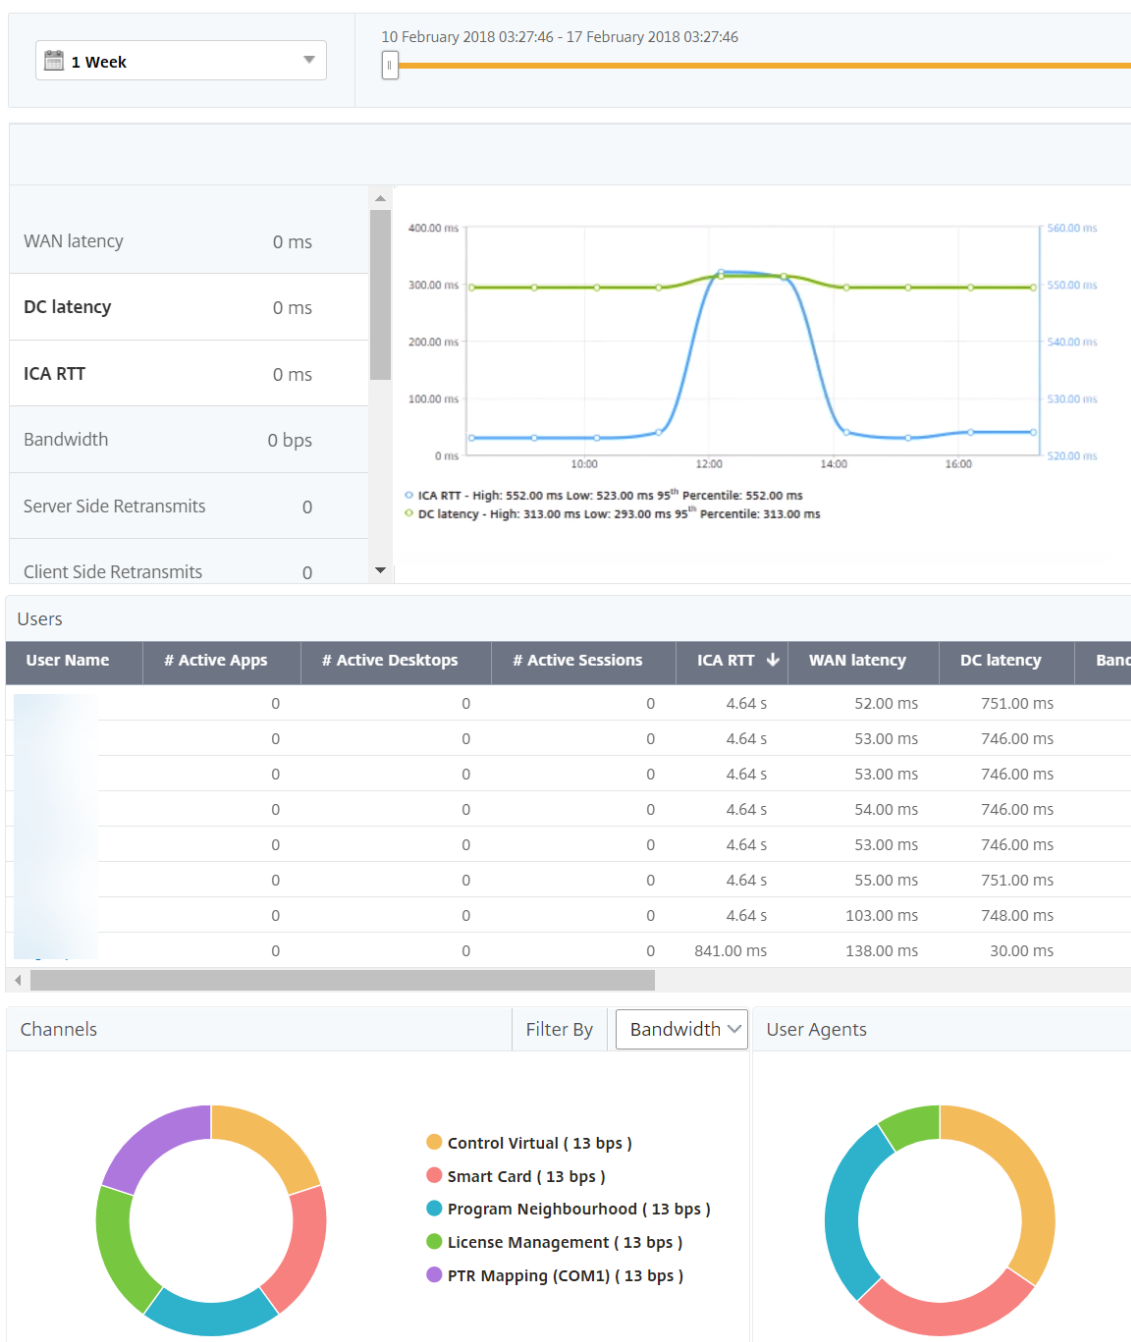 10 February 2018 03:27:46 - 17 February 2018 03:27:46
1 Week
WAN latency 0 ms
DC latency 0 ms
ICA RTT 0 ms
Bandwidth 0 bps
Server Side Retransmits 0
Client Side Retransmits 0
400.00 ms 560.00 ms
300.00 ms 550.00 ms
200.00 ms 540.00 ms
100.00 ms 530.00 ms
0 ms 520.00 ms
10:00 12:00 14:00 16:00
ICA RTT - High: 552.00 ms Low: 523.00 ms 95th Percentile: 552.00 ms
DC latency - High: 313.00 ms Low: 293.00 ms 95th Percentile: 313.00 ms
Users
User Name # Active Apps # Active Desktops # Active Sessions ICA RTT WAN latency DC latency Banc
0 0 0 4.64 s 52.00 ms 751.00 ms
0 0 0 4.64 s 53.00 ms 746.00 ms
0 0 0 4.64 s 53.00 ms 746.00 ms
0 0 0 4.64 s 54.00 ms 746.00 ms
0 0 0 4.64 s 53.00 ms 746.00 ms
0 0 0 4.64 s 55.00 ms 751.00 ms
0 0 0 4.64 s 103.00 ms 748.00 ms
0 0 0 841.00 ms 138.00 ms 30.00 ms
Channels Filter By Bandwidth User Agents
Control Virtual ( 13 bps )
Smart Card ( 13 bps )
Program Neighbourhood ( 13 bps )
License Management ( 13 bps )
PTR Mapping (COM1) ( 13 bps )